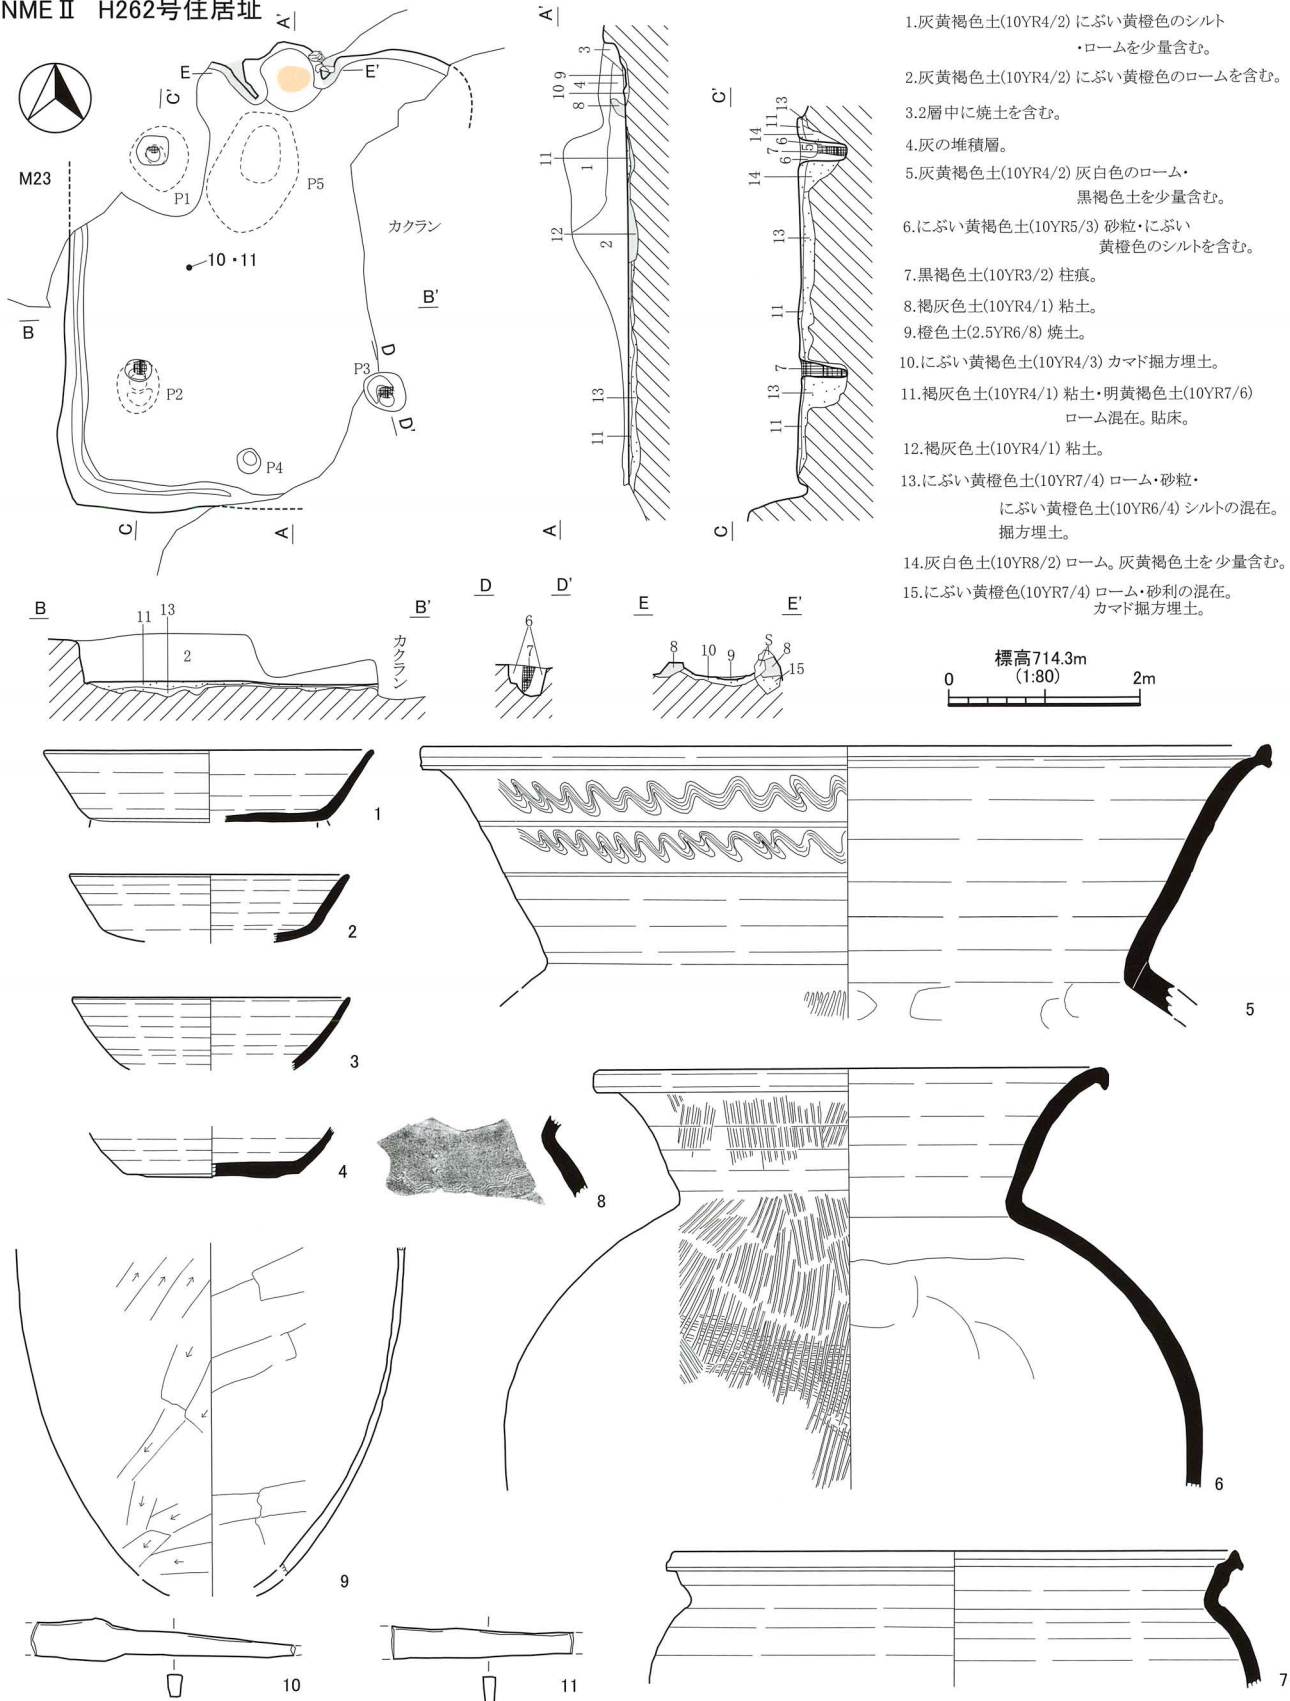 NME Ⅱ H262号住居址
A'
E
E'
C'
M23
P1
P5
カクラン
10・11
B
B'
D
P3
P2
D'
P4
C
A
A'
3
9
4
10
8
11
1
12
2
13
11
A
C'
13
11
14
6
5
7
6
14
13
11
7
13
11
C
1.灰黄褐色土(10YR4/2) にぶい黄橙色のシルト
・ロームを少量含む。
2.灰黄褐色土(10YR4/2) にぶい黄橙色のロームを含む。
3.2層中に焼土を含む。
4.灰の堆積層。
5.灰黄褐色土(10YR4/2) 灰白色のローム・
黒褐色土を少量含む。
6.にぶい黄褐色土(10YR5/3) 砂粒・にぶい
黄橙色のシルトを含む。
7.黒褐色土(10YR3/2) 柱痕。
8.褐灰色土(10YR4/1) 粘土。
9.橙色土(2.5YR6/8) 焼土。
10.にぶい黄褐色土(10YR4/3) カマド掘方埋土。
11.褐灰色土(10YR4/1) 粘土・明黄褐色土(10YR7/6)
ローム混在。貼床。
12.褐灰色土(10YR4/1) 粘土。
13.にぶい黄橙色土(10YR7/4) ローム・砂粒・
にぶい黄橙色土(10YR6/4) シルトの混在。
掘方埋土。
14.灰白色土(10YR8/2) ローム。灰黄褐色土を少量含む。
15.にぶい黄橙色(10YR7/4) ローム・砂利の混在。
カマド掘方埋土。
B
B'
11
13
2
カクラン
D
D'
6
7
E
E'
8
10
9
S
8
15
標高714.3m
(1:80)
0
2m
1
2
3
4
5
8
6
9
7
10
11